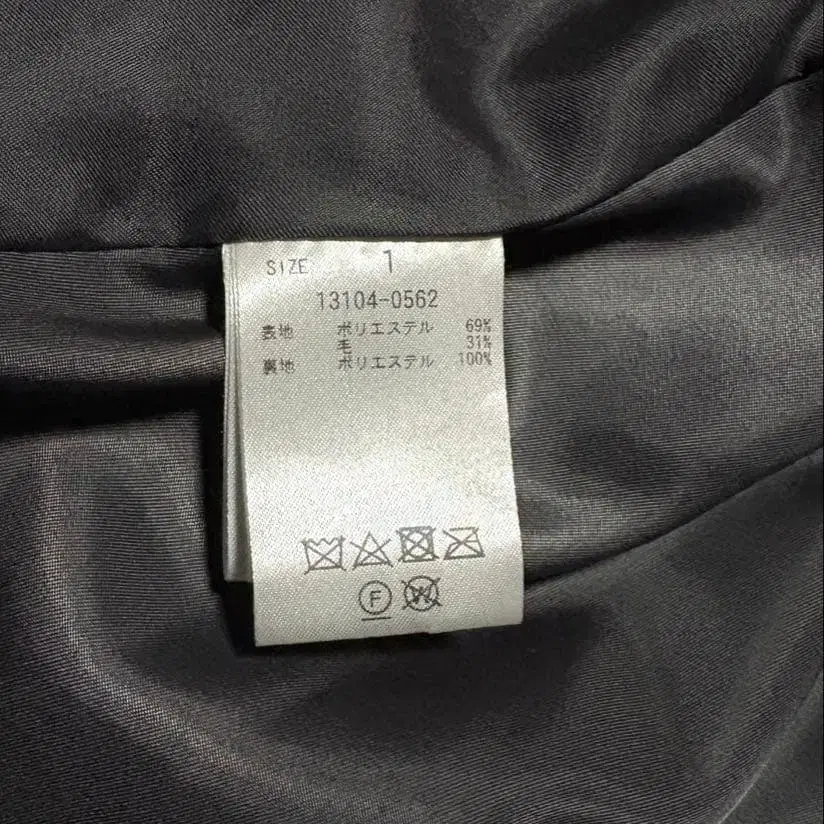 SIZE 1
13104-0562
表地 ポリエステル 69%
毛 31%
裏地 ポリエステル 100%
F W